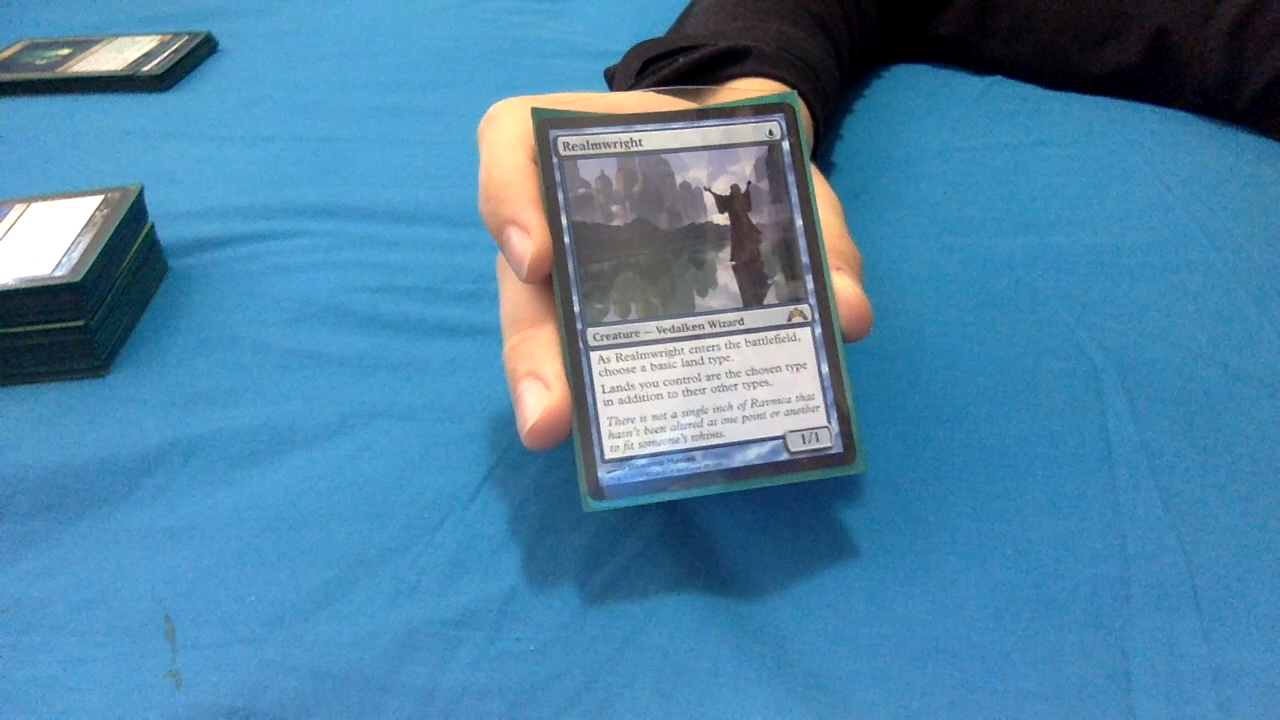 Realmwright
Creature — Vedalken Wizard
As Realmwright enters the battlefield,
choose a basic land type.
Lands you control are the chosen type
in addition to their other types.
There is not a single inch of Ravnica that
hasn't been altered at one point or another
to fit someone's whims.
1/1